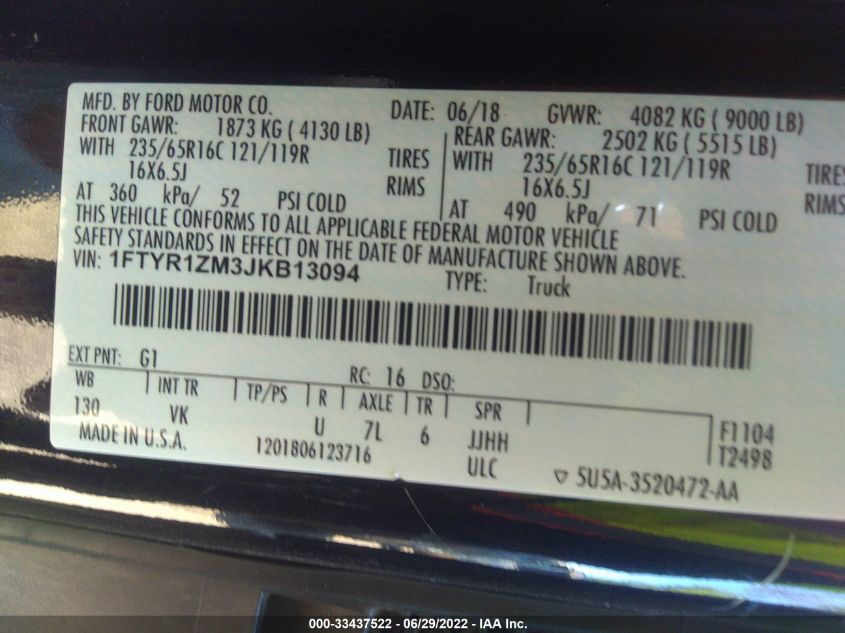 MFD. BY FORD MOTOR CO. DATE: 06/18 GVWR: 4082 KG ( 9000 LB)
FRONT GAWR: 1873 KG ( 4130 LB) REAR GAWR: 2502 KG ( 5515 LB)
WITH 235/65R16C 121/119R TIRES WITH 235/65R16C 121/119R TIRES
16X6.5J RIMS 16X6.5J RIMS
AT 360 kPa/ 52 PSI COLD AT 490 kPa/ 71 PSI COLD
THIS VEHICLE CONFORMS TO ALL APPLICABLE FEDERAL MOTOR VEHICLE
SAFETY STANDARDS IN EFFECT ON THE DATE OF MANUFACTURE SHOWN ABOVE.
VIN: 1FTYR1ZM3JKB13094 TYPE: Truck
EXT PNT: G1 RC: 16 DSO:
WB INT TR TP/PS R AXLE TR SPR
130 VK U 7L 6 JJHH F1104
MADE IN U.S.A. 1201806123716 ULC T2498
▽ 5U5A-3520472-AA
000-33437522 - 06/29/2022 - IAA Inc.